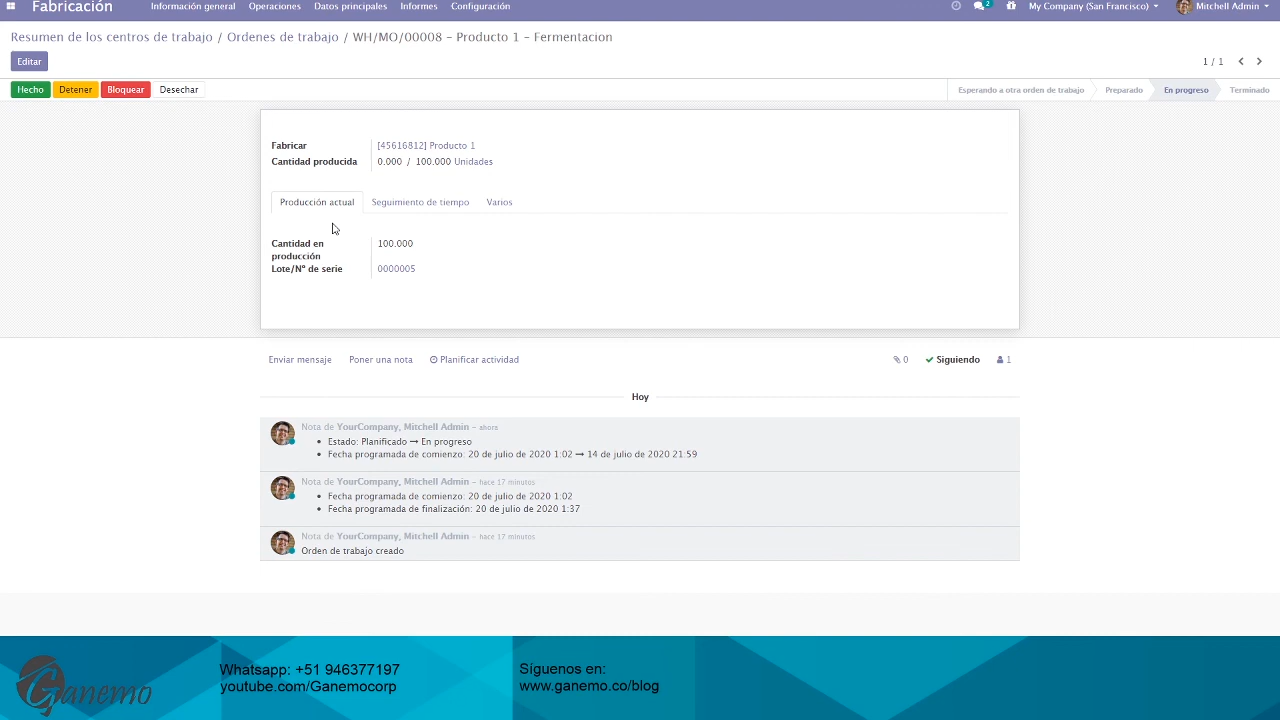 Fabricación Información general Operaciones Datos principales Informes Configuración 2 My Company (San Francisco) Mitchell Admin
Resumen de los centros de trabajo / Ordenes de trabajo / WH/MO/00008 - Producto 1 - Fermentacion
Editar 1 / 1
Hecho Detener Bloquear Desechar Esperando a otra orden de trabajo Preparado En progreso Terminado
Fabricar [45616812] Producto 1
Cantidad producida 0.000 / 100.000 Unidades
Producción actual Seguimiento de tiempo Varios
Cantidad en 100.000
producción
Lote/Nº de serie 0000005
Enviar mensaje Poner una nota Planificar actividad 0 Siguiendo 1
Hoy
Nota de YourCompany, Mitchell Admin - ahora
• Estado: Planificado → En progreso
• Fecha programada de comienzo: 20 de julio de 2020 1:02 → 14 de julio de 2020 21:59
Nota de YourCompany, Mitchell Admin - hace 17 minutos
• Fecha programada de comienzo: 20 de julio de 2020 1:02
• Fecha programada de finalización: 20 de julio de 2020 1:37
Nota de YourCompany, Mitchell Admin - hace 17 minutos
Orden de trabajo creado
Ganemo
Whatsapp: +51 946377197
youtube.com/Ganemocorp
Síguenos en:
www.ganemo.co/blog